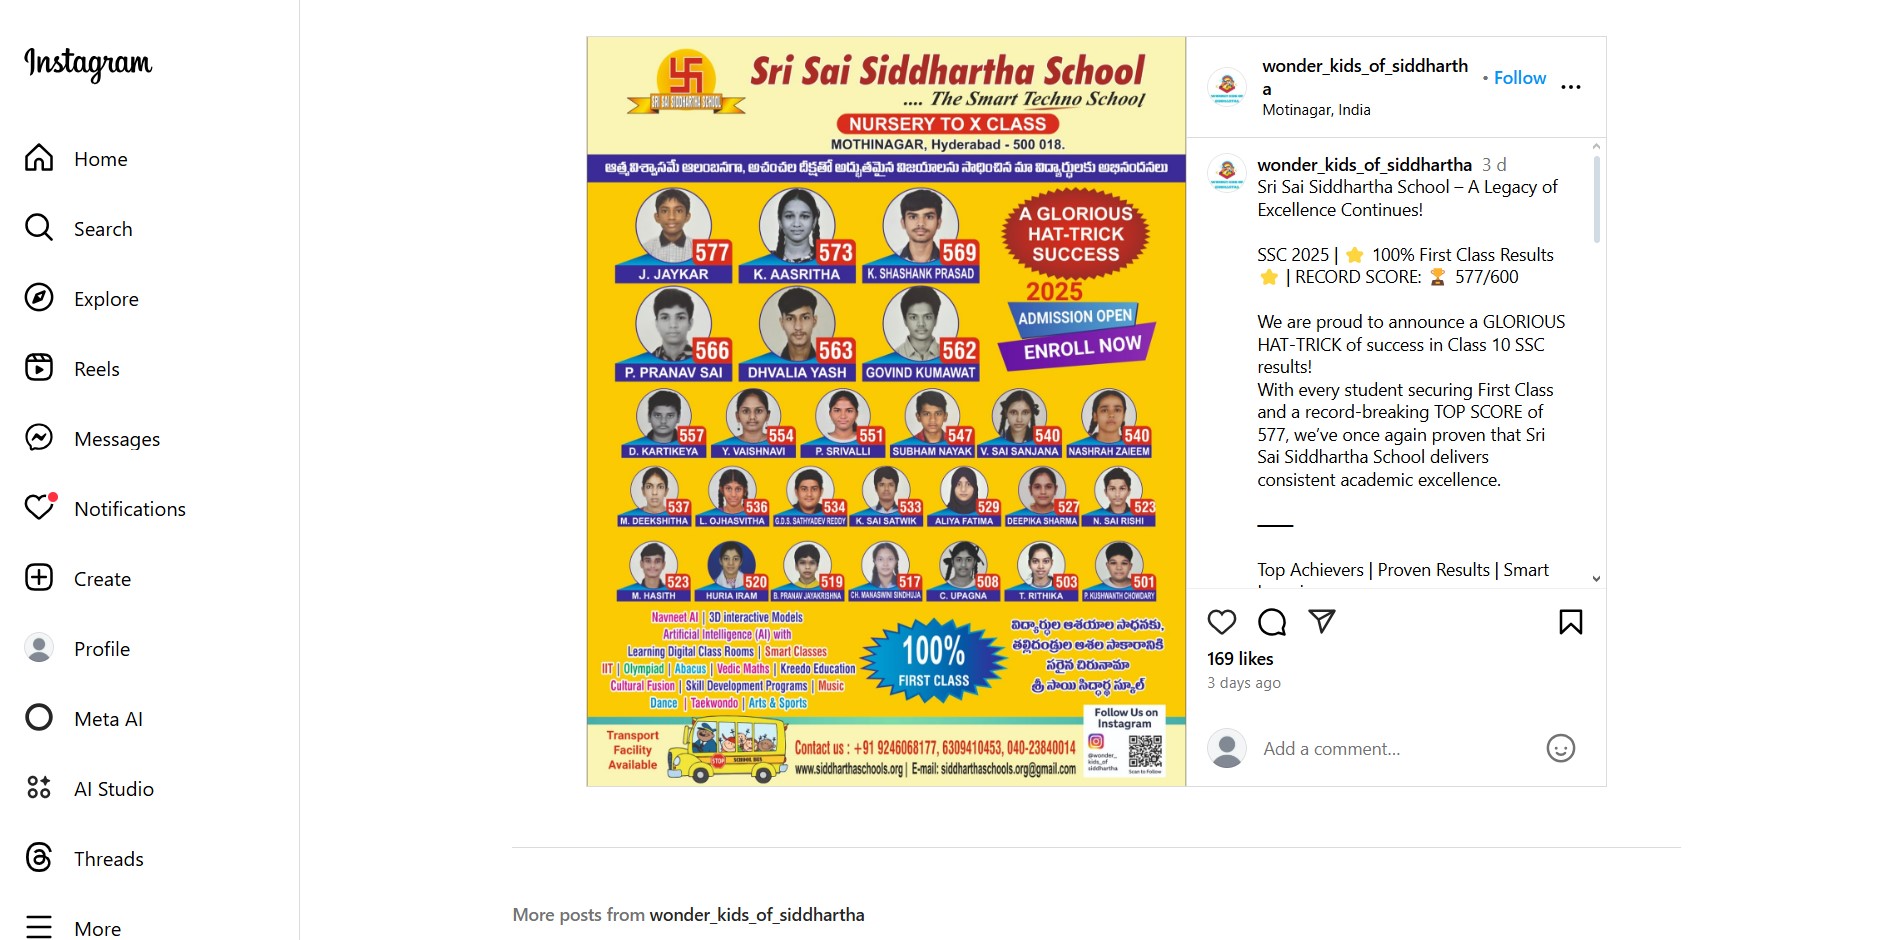 Instagram
Home
Search
Explore
Reels
Messages
Notifications
Create
Profile
Meta AI
AI Studio
Threads
More
SRI SAI SIDDHARTHA SCHOOL
Sri Sai Siddhartha School
.... The Smart Techno School
NURSERY TO X CLASS
MOTHINAGAR, Hyderabad - 500 018.
ఆత్మవిశ్వాసమే ఆలంబనగా, అచంచల దీక్షతో అద్భుతమైన విజయాలను సాధించిన మా విద్యార్థులకు అభినందనలు
577 573 569
J. JAYKAR K. AASRITHA K. SHASHANK PRASAD
A GLORIOUS
HAT-TRICK
SUCCESS
2025
ADMISSION OPEN
ENROLL NOW
566 563 562
P. PRANAV SAI DHVALIA YASH GOVIND KUMAWAT
557 554 551 547 540 540
D. KARTIKEYA Y. VAISHNAVI P. SRIVALLI SUBHAM NAYAK V. SAI SANJANA NASHRAH ZAIEEM
537 536 534 533 529 527 523
M. DEEKSHITHA L. OJHASVITHA G.D.S. SATHYADEV REDDY K. SAI SATWIK ALIYA FATIMA DEEPIKA SHARMA N. SAI RISHI
523 520 519 517 508 503 501
M. HASITH HURIA IRAM B. PRANAV JAYAKRISHNA CH. MANASWINI SINDHUJA C. UPAGNA T. RITHIKA P. KUSHWANTH CHOWDARY
Navneet AI | 3D interactive Models
Artificial Intelligence (AI) with
Learning Digital Class Rooms | Smart Classes
IIT | Olympiad | Abacus | Vedic Maths | Kreedo Education
Cultural Fusion | Skill Development Programs | Music
Dance | Taekwondo | Arts & Sports
100%
FIRST CLASS
విద్యార్థుల ఆశయాల సాధనకు,
తల్లిదండ్రుల ఆశల సాకారానికి
సరైన చిరునామా
శ్రీ సాయి సిద్ధార్థ స్కూల్
Transport
Facility
Available
STOP
SCHOOL BUS
Contact us : +91 9246068177, 6309410453, 040-23840014
www.siddharthaschools.org | E-mail: siddharthaschools.org@gmail.com
Follow Us on
Instagram
@wonder_
kids_of
siddhartha
Scan to Follow
wonder_kids_of_siddharth
a
• Follow
Motinagar, India
wonder_kids_of_siddhartha 3 d
Sri Sai Siddhartha School – A Legacy of
Excellence Continues!
SSC 2025 | ⭐ 100% First Class Results
⭐ | RECORD SCORE: 🏆 577/600
We are proud to announce a GLORIOUS
HAT-TRICK of success in Class 10 SSC
results!
With every student securing First Class
and a record-breaking TOP SCORE of
577, we’ve once again proven that Sri
Sai Siddhartha School delivers
consistent academic excellence.
⸻
Top Achievers | Proven Results | Smart
169 likes
3 days ago
Add a comment...
More posts from wonder_kids_of_siddhartha